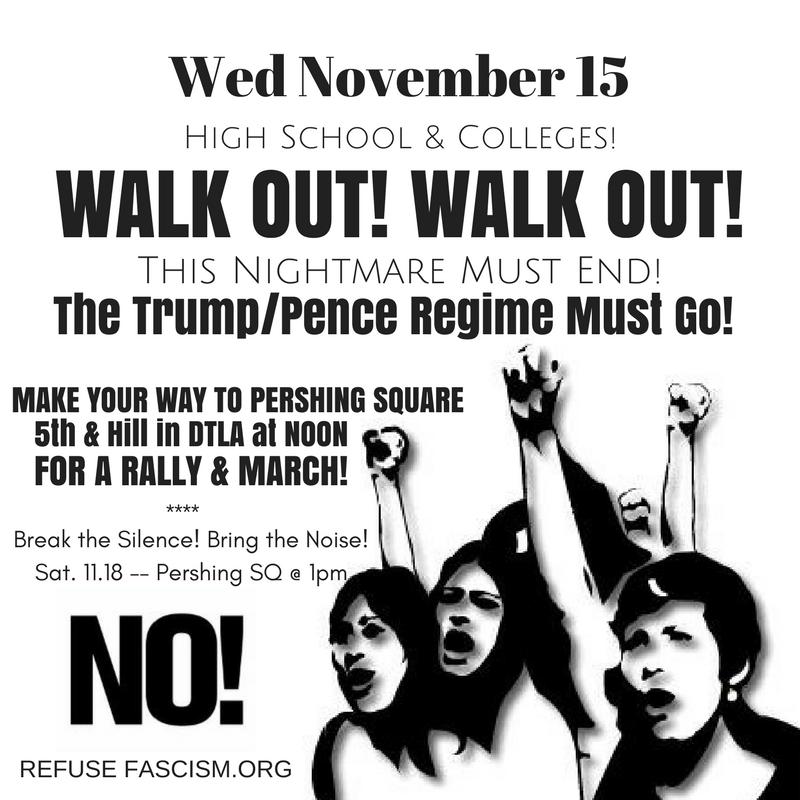 Wed November 15
High School & Colleges!
WALK OUT! WALK OUT!
This Nightmare Must End!
The Trump/Pence Regime Must Go!
MAKE YOUR WAY TO PERSHING SQUARE
5th & Hill in DTLA at NOON
FOR A RALLY & MARCH!
****
Break the Silence! Bring the Noise!
Sat. 11.18 -- Pershing SQ @ 1pm
NO!
REFUSE FASCISM.ORG